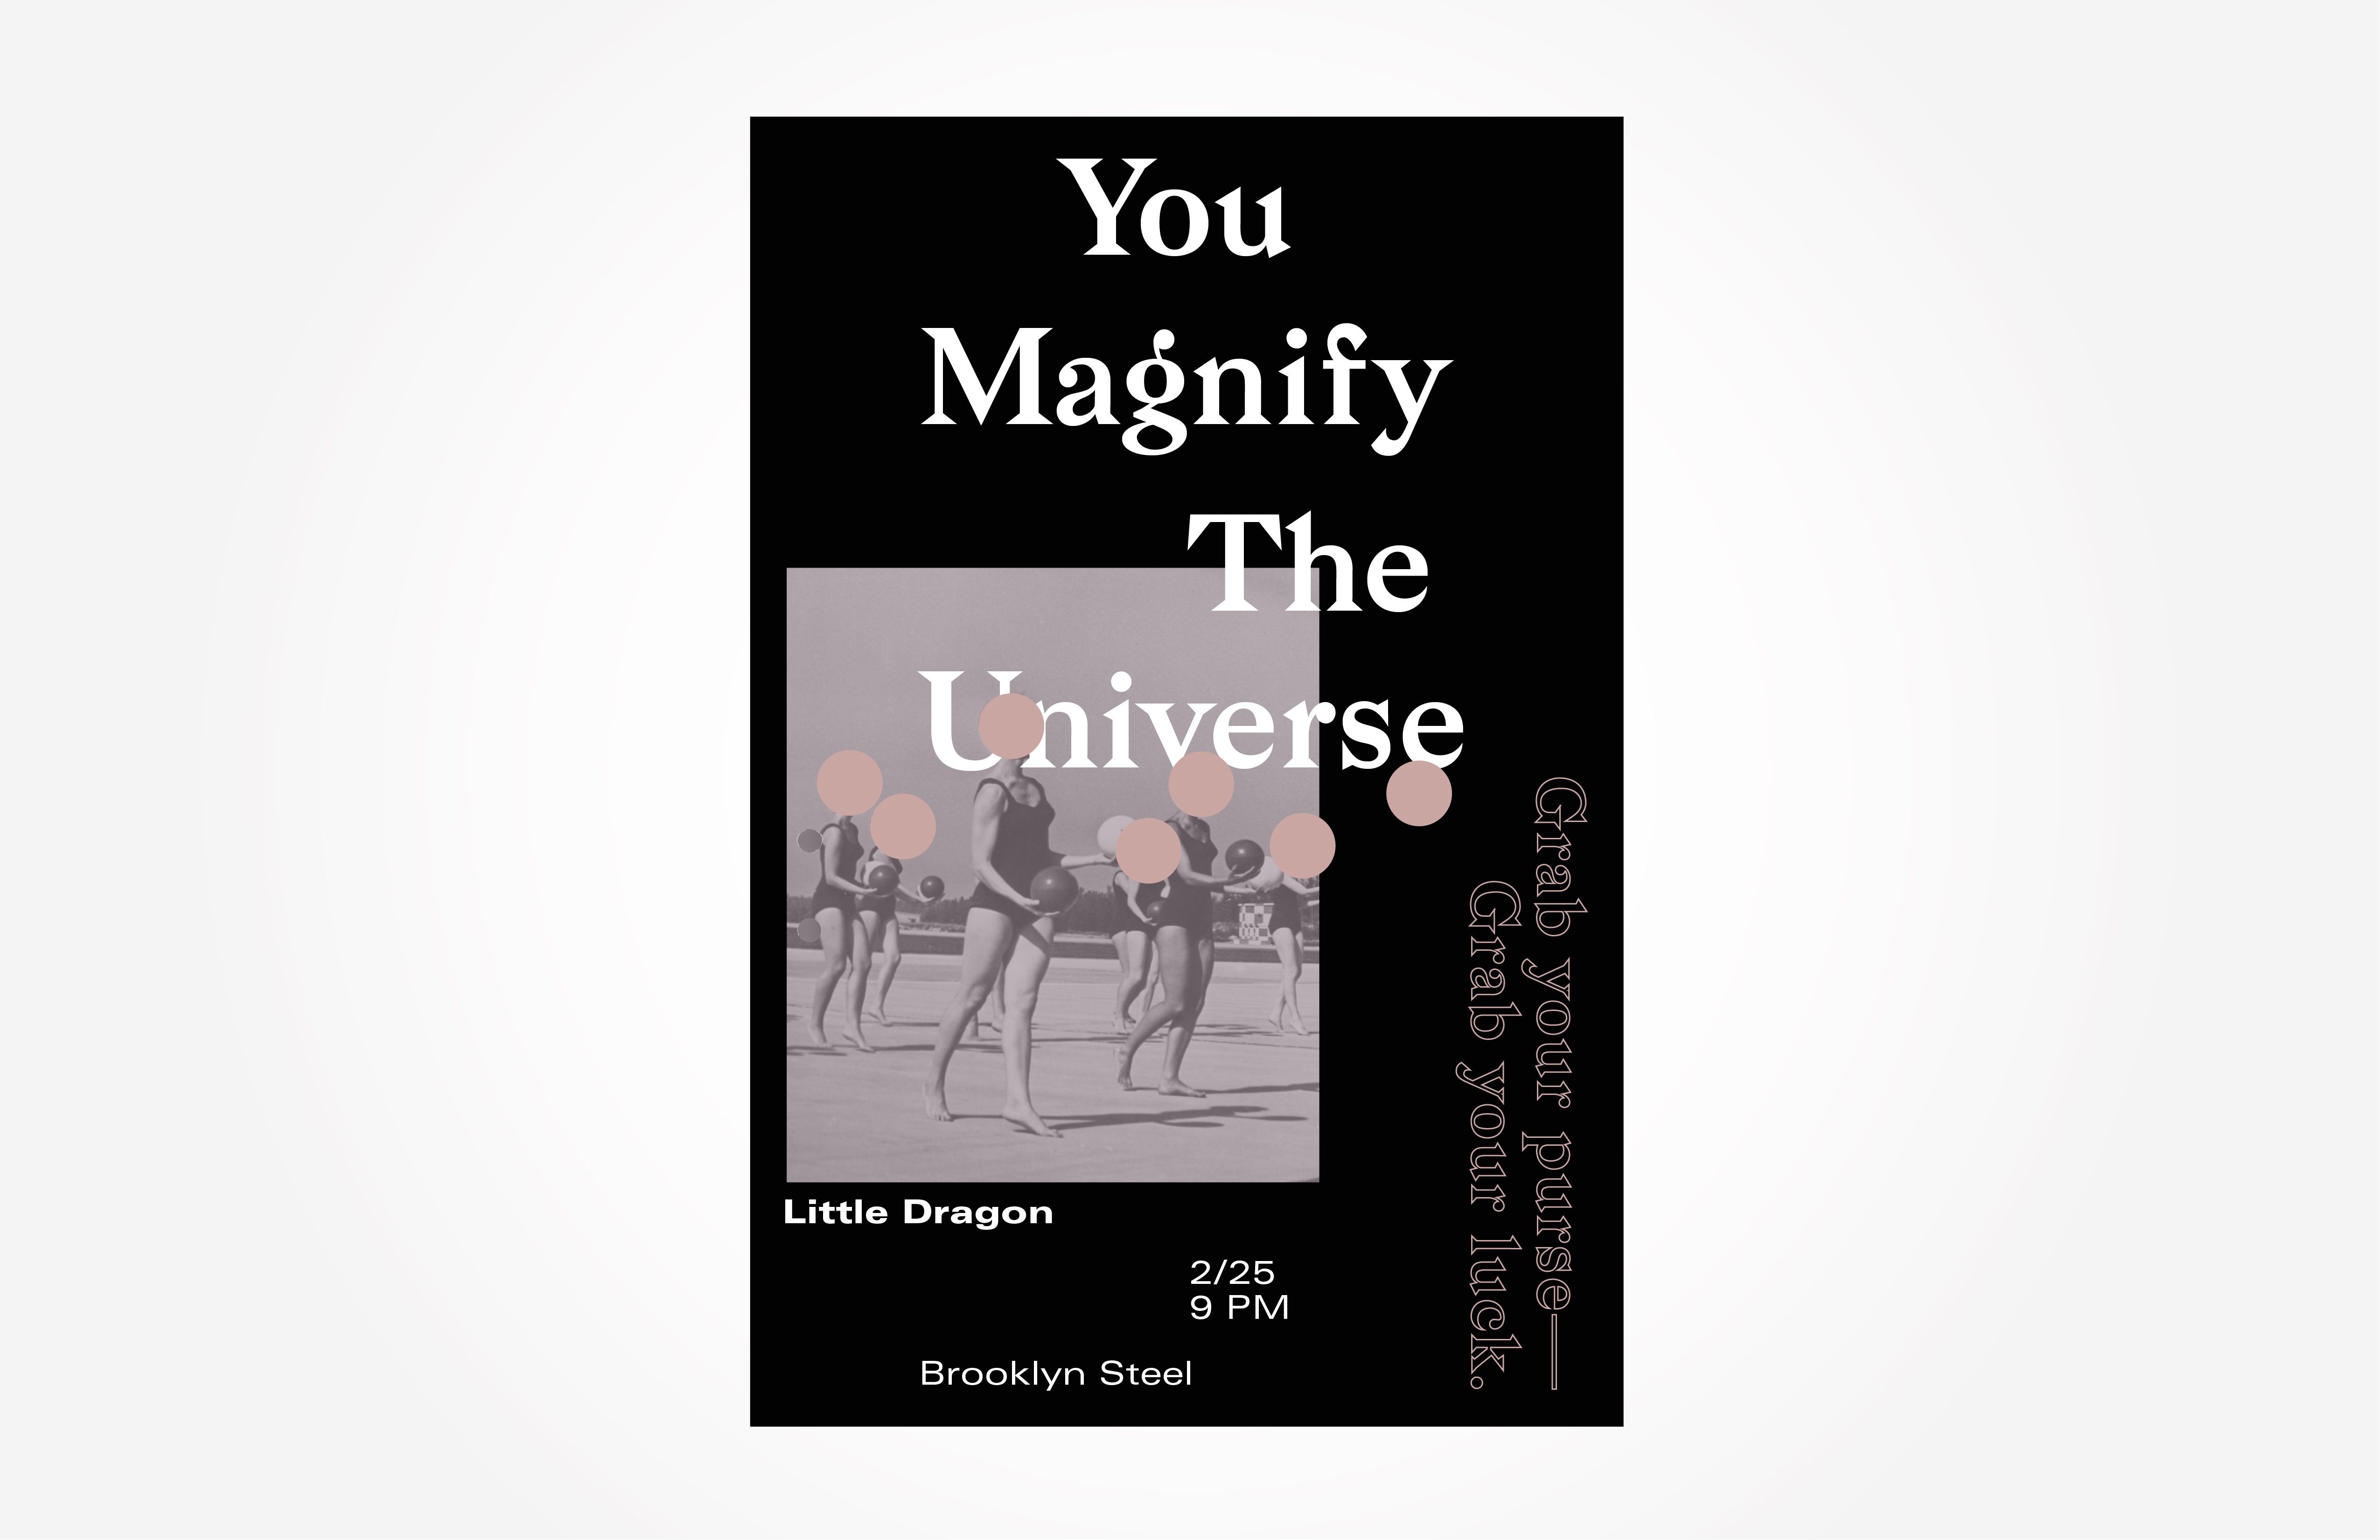 You
Magnify
The
Universe
Grab your purse—
Grab your luck.
Little Dragon
2/25
9 PM
Brooklyn Steel